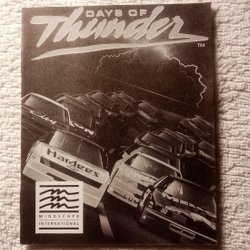 DAYS OF
Thunder
TM
Hardee's
MINDSCAPE
INTERNATIONAL